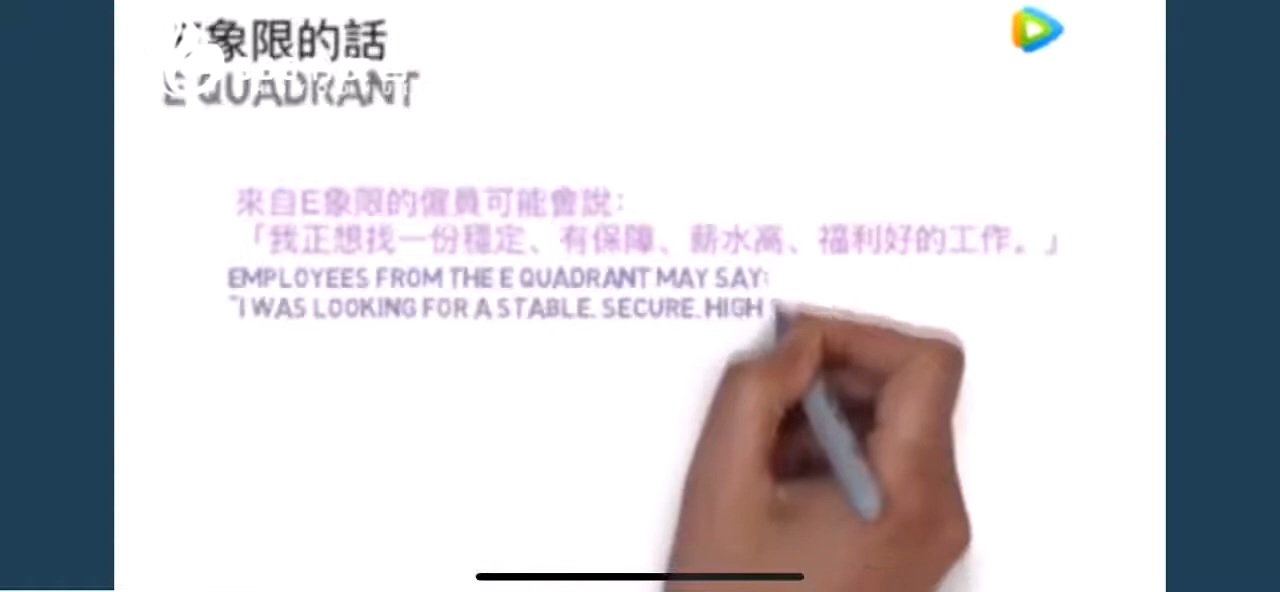 象限的話
E QUADRANT
來自E象限的僱員可能會說：
「我正想找一份穩定、有保障、薪水高、福利好的工作。」
EMPLOYEES FROM THE E QUADRANT MAY SAY:
"I WAS LOOKING FOR A STABLE, SECURE, HIGH